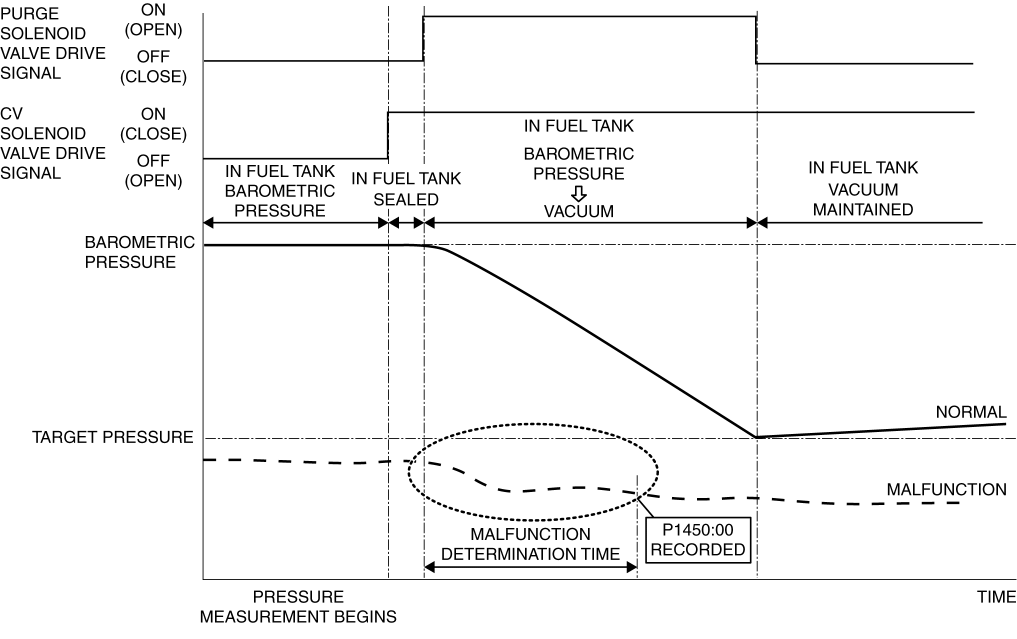 PURGE
SOLENOID
VALVE DRIVE
SIGNAL
ON
(OPEN)
OFF
(CLOSE)
CV
SOLENOID
VALVE DRIVE
SIGNAL
ON
(CLOSE)
OFF
(OPEN)
IN FUEL TANK
BAROMETRIC
PRESSURE
IN FUEL TANK
SEALED
IN FUEL TANK
BAROMETRIC
PRESSURE
VACUUM
IN FUEL TANK
VACUUM
MAINTAINED
BAROMETRIC
PRESSURE
NORMAL
TARGET PRESSURE
MALFUNCTION
P1450:00
RECORDED
MALFUNCTION
DETERMINATION TIME
PRESSURE
MEASUREMENT BEGINS
TIME